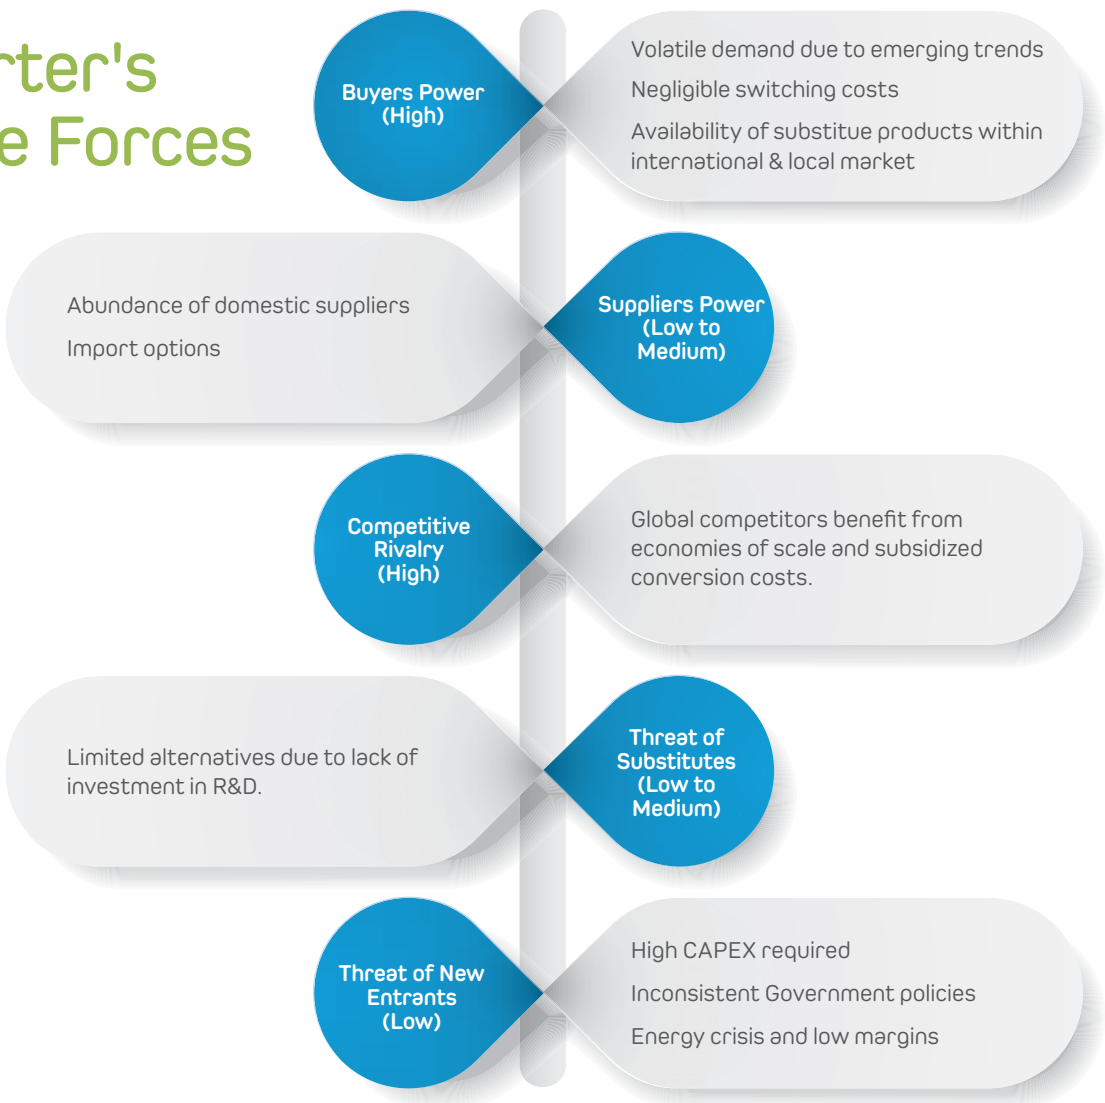 rter's
e Forces
Buyers Power
(High)
Volatile demand due to emerging trends
Negligible switching costs
Availability of substitue products within
international & local market
Abundance of domestic suppliers
Import options
Suppliers Power
(Low to
Medium)
Competitive
Rivalry
(High)
Global competitors benefit from
economies of scale and subsidized
conversion costs.
Limited alternatives due to lack of
investment in R&D.
Threat of
Substitutes
(Low to
Medium)
Threat of New
Entrants
(Low)
High CAPEX required
Inconsistent Government policies
Energy crisis and low margins